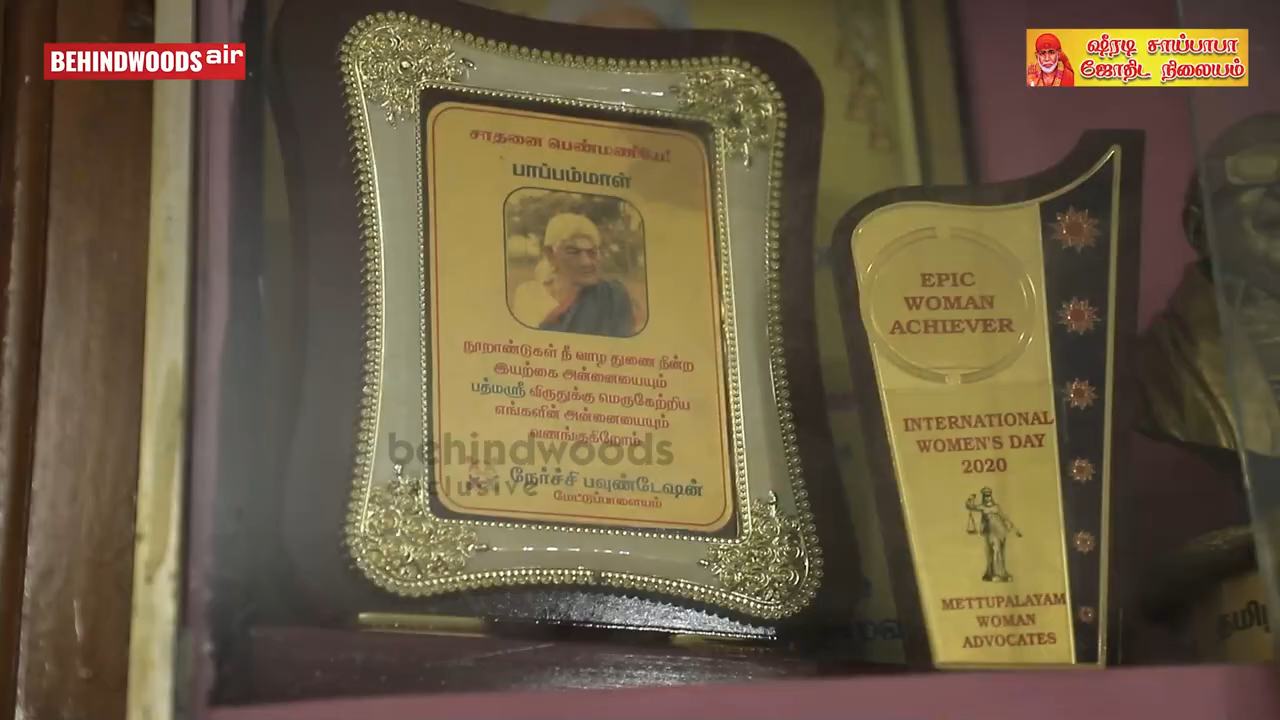 BEHINDWOODS air
ஷீரடி சாய்பாபா
ஜோதிட நிலையம்
சாதனை பெண்மணியே!
பாப்பம்மாள்
நூறாண்டுகள் நீ வாழ துணை நின்ற
இயற்கை அன்னையையும்
பத்மஸ்ரீ விருதுக்கு மெருகேற்றிய
எங்களின் அன்னையையும்
வணங்குகிறோம்
behindwoods
exclusive
நேர்ச்சி பவுண்டேஷன்
மேட்டுப்பாளையம்
EPIC
WOMAN
ACHIEVER
INTERNATIONAL
WOMEN'S DAY
2020
METTUPALAYAM
WOMAN
ADVOCATES